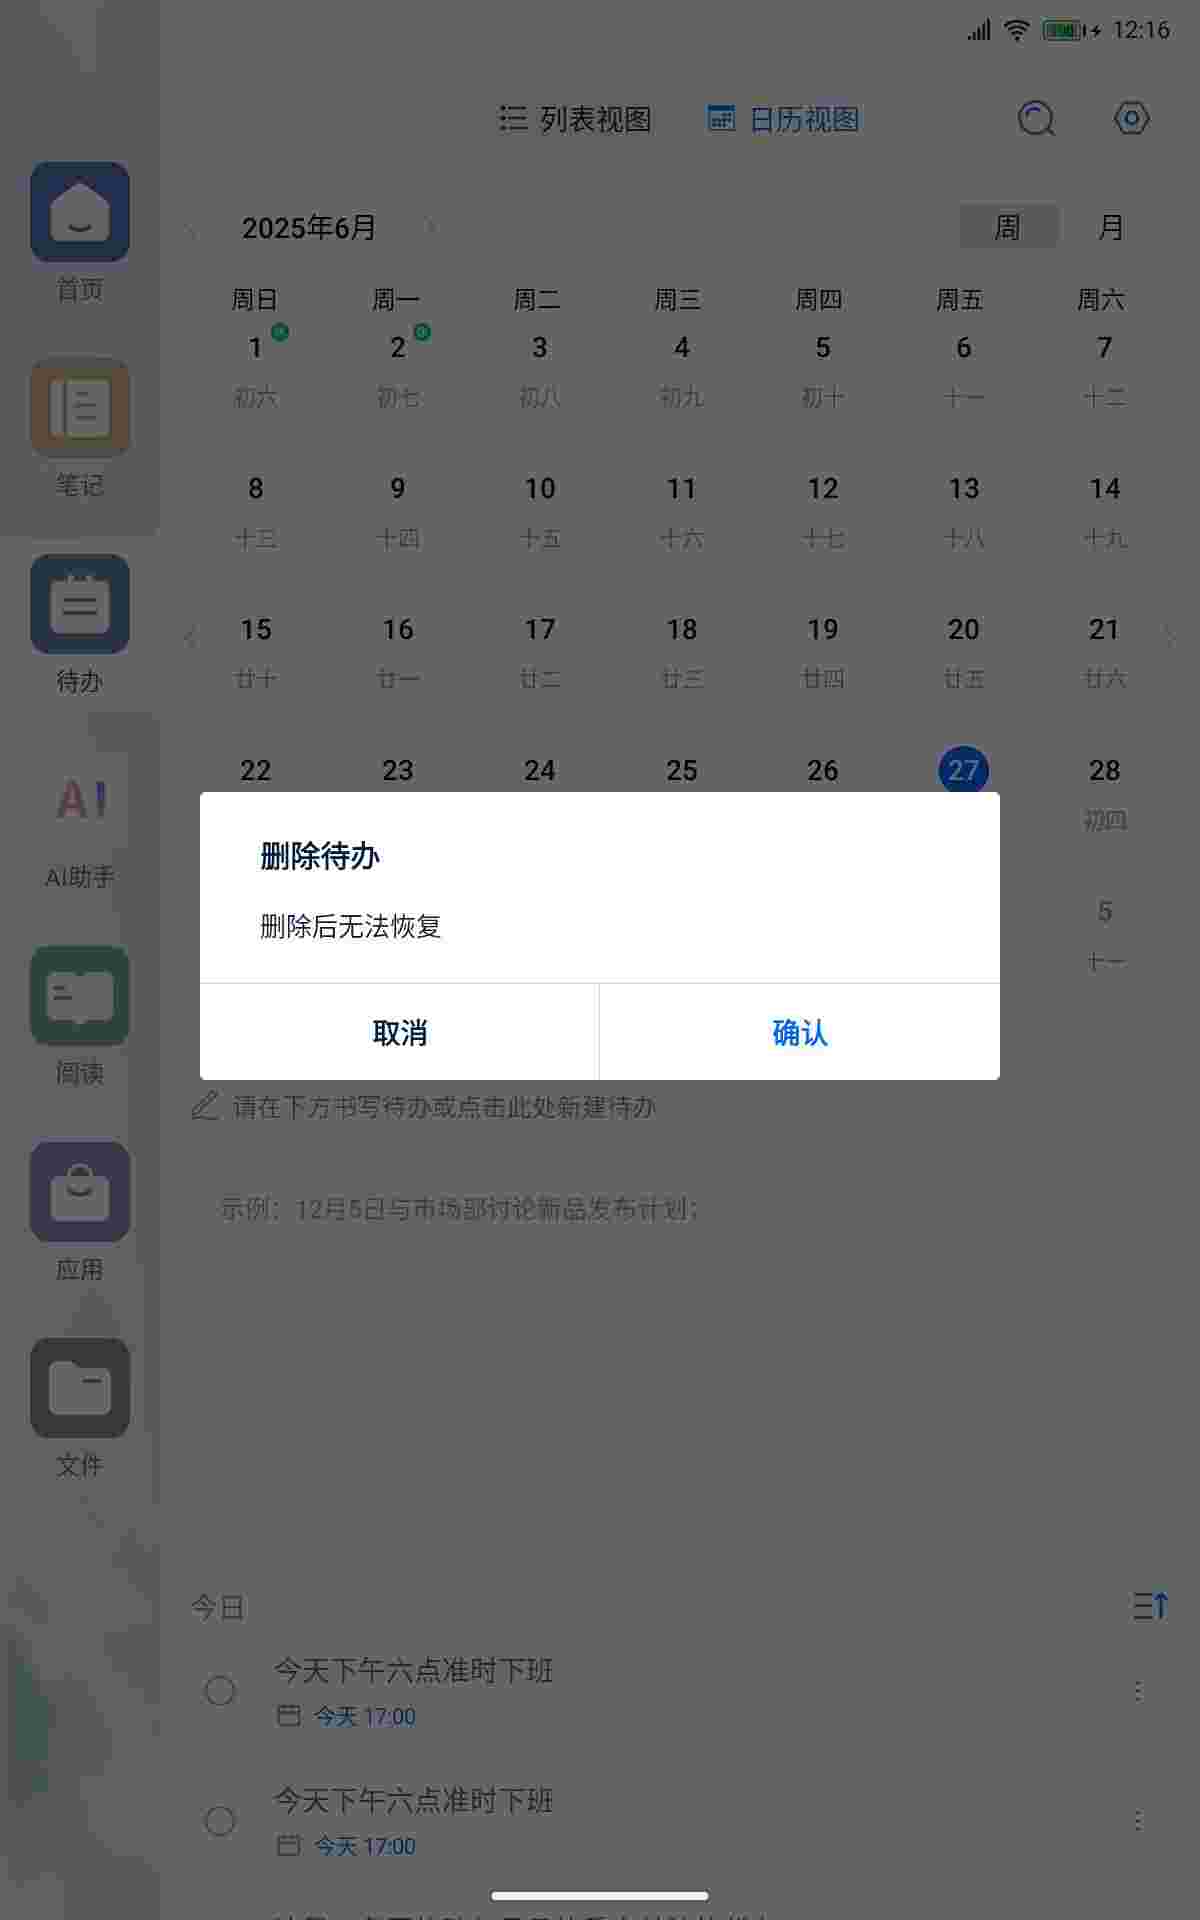 12:16
列表视图 日历视图
首页
笔记
待办
AI
AI助手
阅读
应用
文件
2025年6月 周 月
周日 周一 周二 周三 周四 周五 周六
1 2 3 4 5 6 7
初六 初七 初八 初九 初十 十一 十二
8 9 10 11 12 13 14
十三 十四 十五 十六 十七 十八 十九
15 16 17 18 19 20 21
廿十 廿一 廿二 廿三 廿四 廿五 廿六
22 23 24 25 26 27 28
初四
5
十一
删除待办
删除后无法恢复
取消 确认
请在下方书写待办或点击此处新建待办
示例：12月5日与市场部讨论新品发布计划；
今日
今天下午六点准时下班
今天 17:00
今天下午六点准时下班
今天 17:00